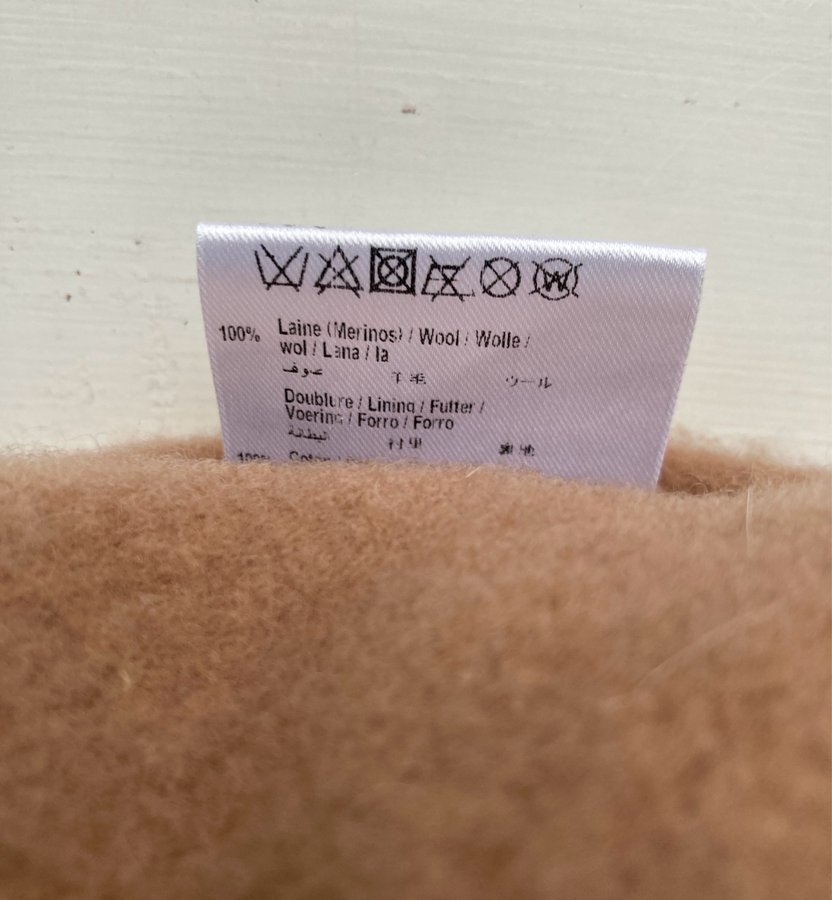 100% Laine (Merinos) / Wool / Wolle /
wol / Lana / la
صوف 羊毛 ウール
Doublure / Lining / Futter /
Voering / Forro / Forro
البطانة 衬里 裏地
100%